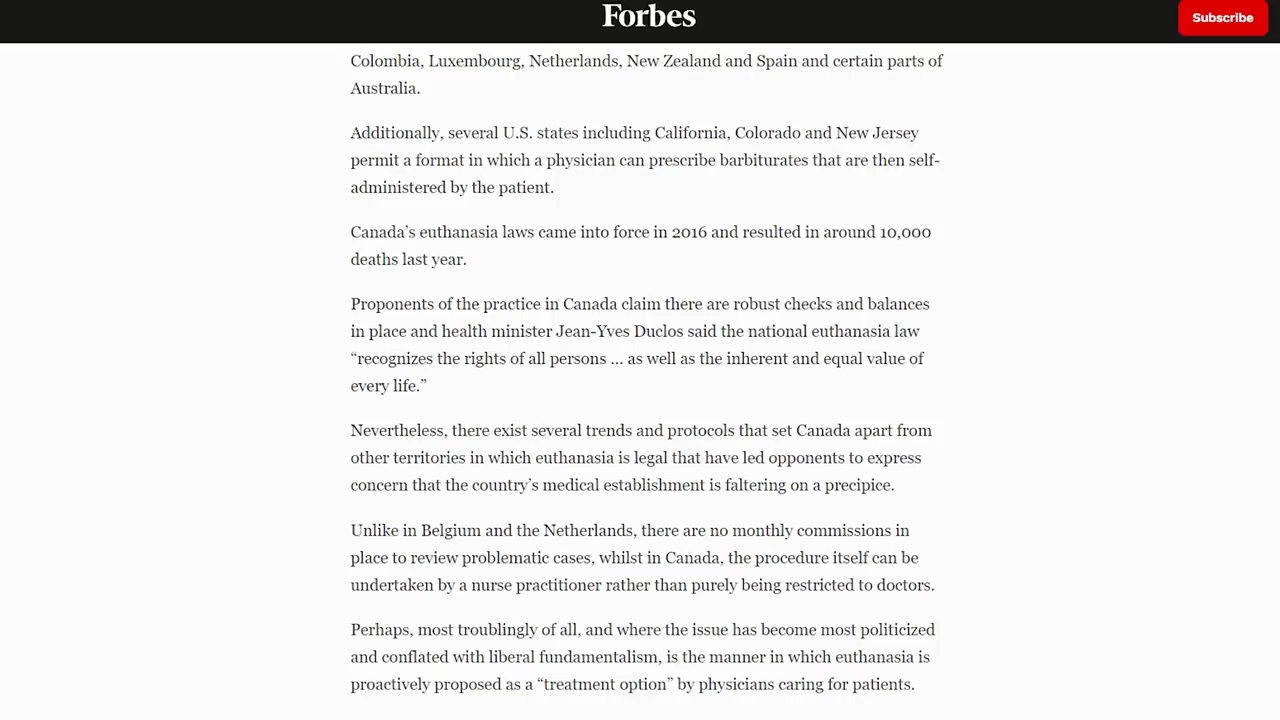 Forbes
Subscribe
Colombia, Luxembourg, Netherlands, New Zealand and Spain and certain parts of
Australia.
Additionally, several U.S. states including California, Colorado and New Jersey
permit a format in which a physician can prescribe barbiturates that are then self-
administered by the patient.
Canada’s euthanasia laws came into force in 2016 and resulted in around 10,000
deaths last year.
Proponents of the practice in Canada claim there are robust checks and balances
in place and health minister Jean-Yves Duclos said the national euthanasia law
“recognizes the rights of all persons ... as well as the inherent and equal value of
every life.”
Nevertheless, there exist several trends and protocols that set Canada apart from
other territories in which euthanasia is legal that have led opponents to express
concern that the country’s medical establishment is faltering on a precipice.
Unlike in Belgium and the Netherlands, there are no monthly commissions in
place to review problematic cases, whilst in Canada, the procedure itself can be
undertaken by a nurse practitioner rather than purely being restricted to doctors.
Perhaps, most troublingly of all, and where the issue has become most politicized
and conflated with liberal fundamentalism, is the manner in which euthanasia is
proactively proposed as a “treatment option” by physicians caring for patients.